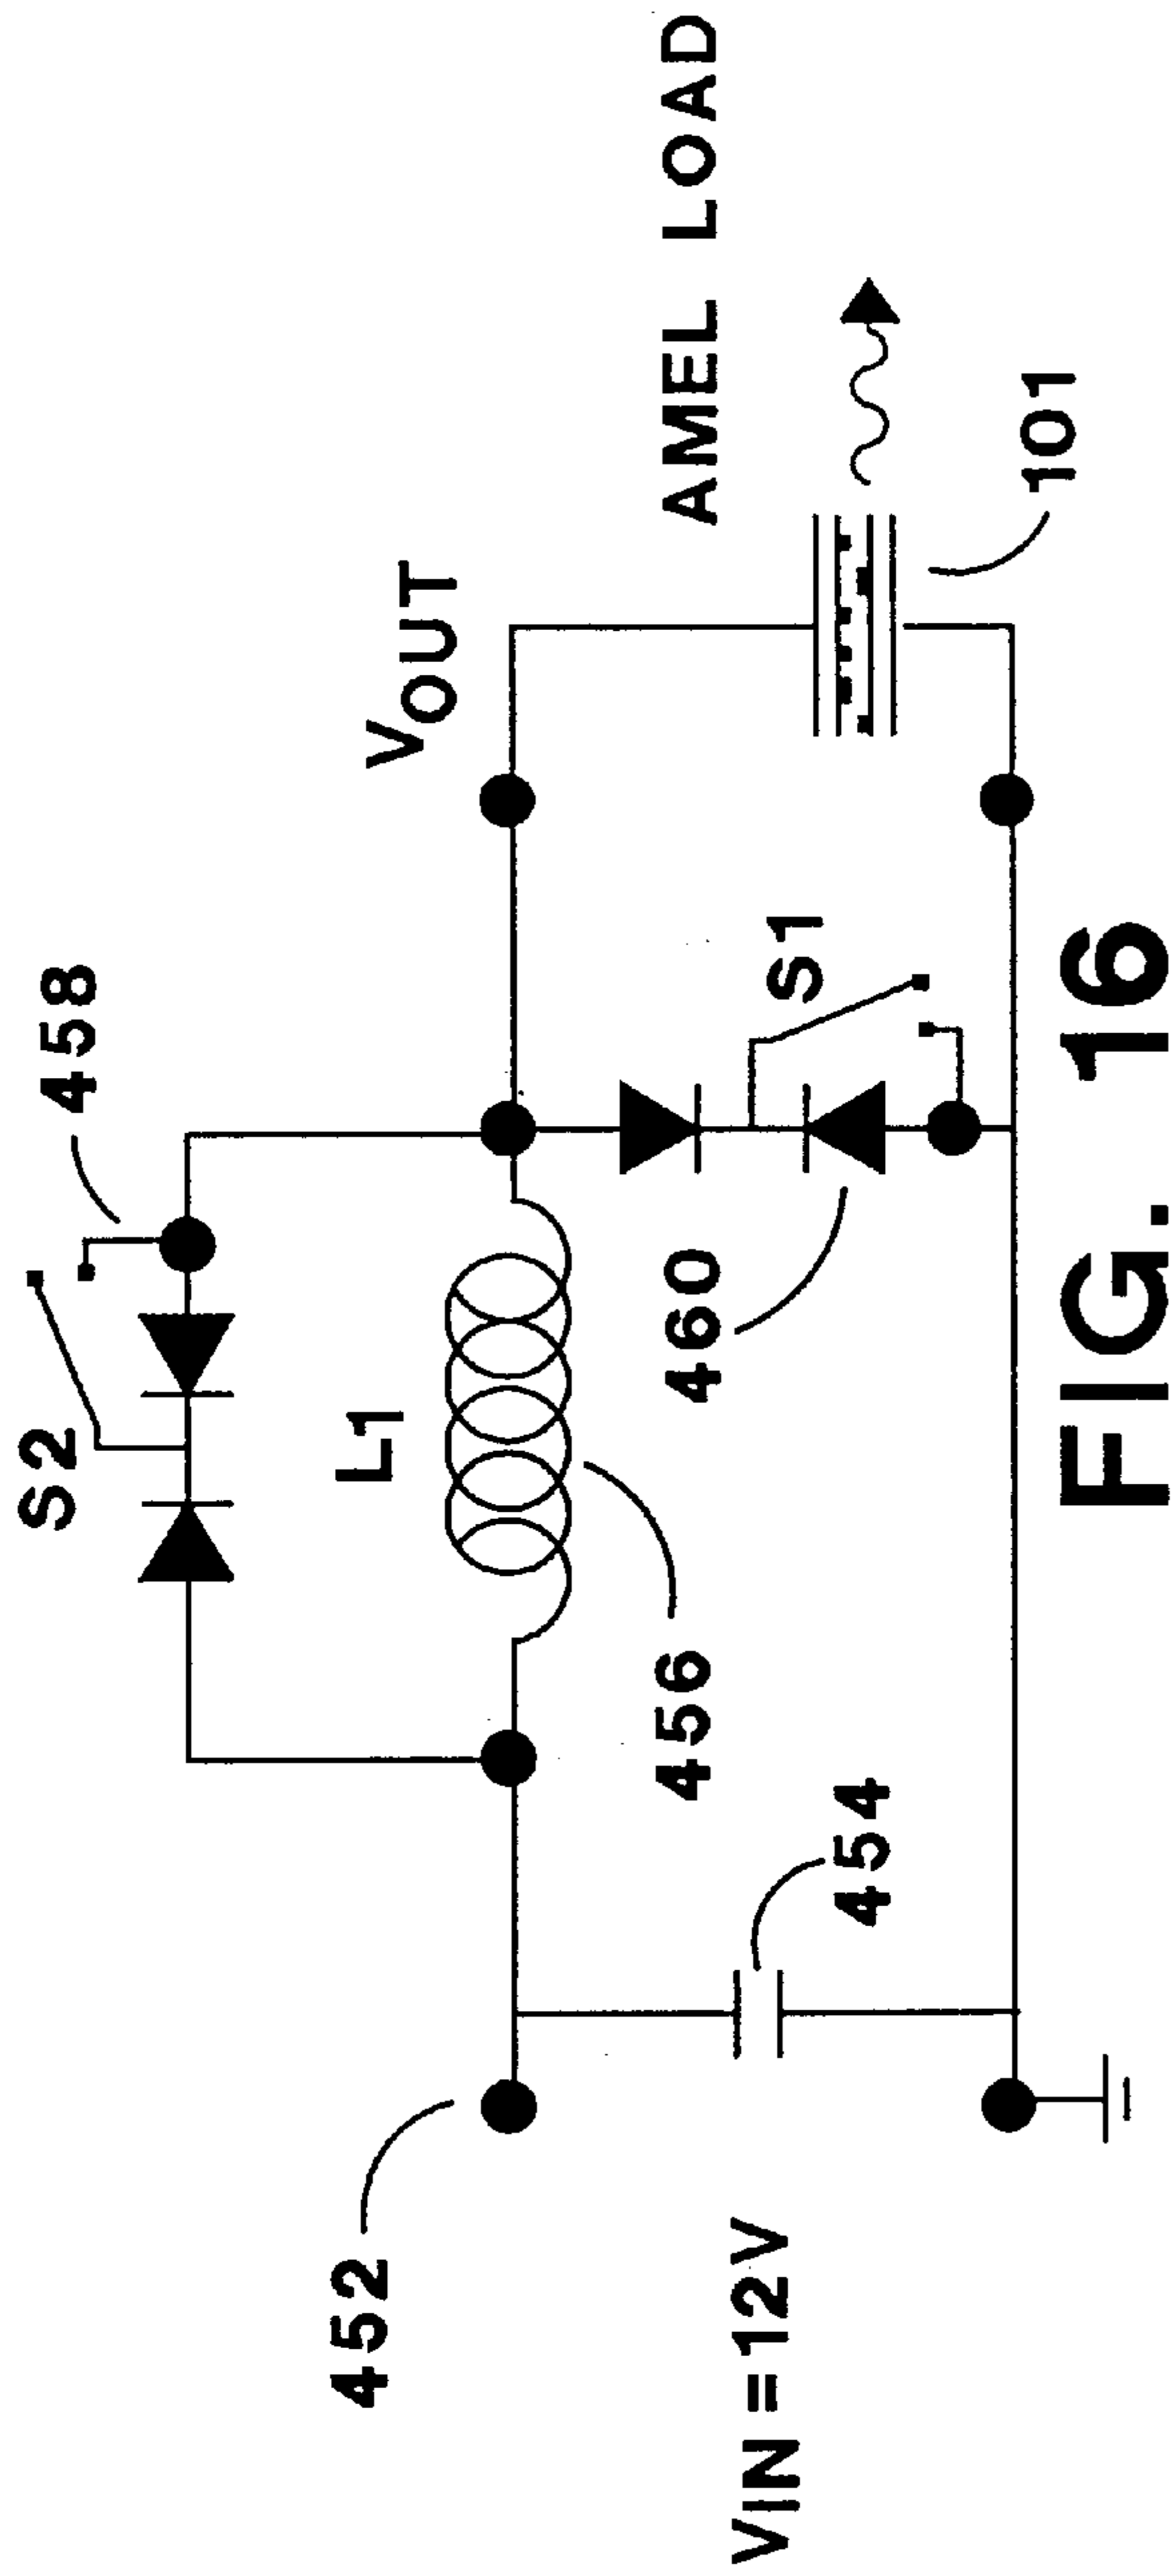 S2
458
L1
452
VOUT
456
460
S1
AMEL LOAD
VIN = 12V
454
101
FIG. 16